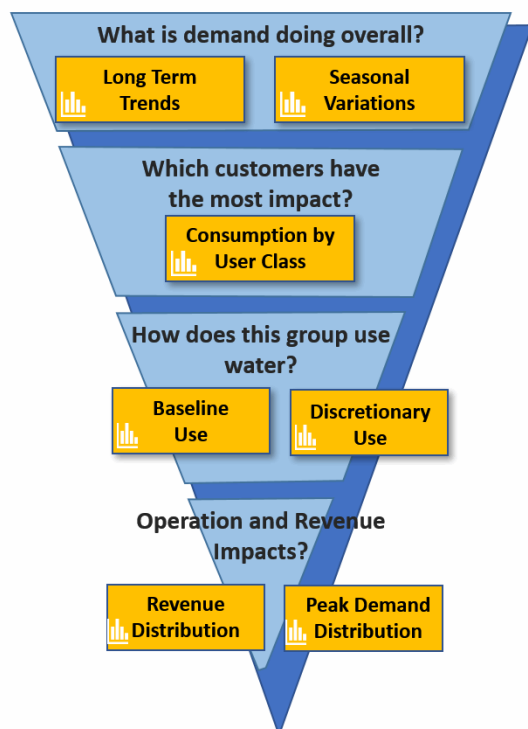 What is demand doing overall?
Long Term
Trends
Seasonal
Variations
Which customers have
the most impact?
Consumption by
User Class
How does this group use
water?
Baseline
Use
Discretionary
Use
Operation and Revenue
Impacts?
Revenue
Distribution
Peak Demand
Distribution